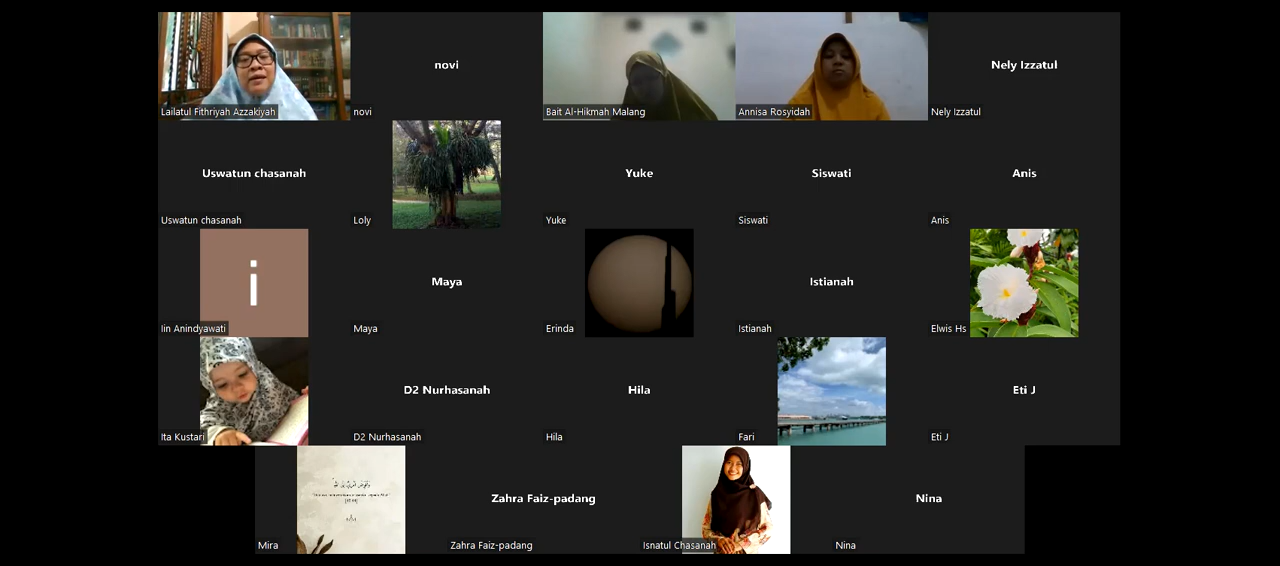 Lailatul Fithriyah Azzakiyah
novi
novi
Bait Al-Hikmah Malang
Annisa Rosyidah
Nely Izzatul
Nely Izzatul
Uswatun chasanah
Uswatun chasanah
Loly
Yuke
Yuke
Siswati
Siswati
Anis
Anis
i
Iin Anindyawati
Maya
Maya
Erinda
Istianah
Istianah
Elwis Hs
Ita Kustari
D2 Nurhasanah
D2 Nurhasanah
Hila
Hila
Fari
Eti J
Eti J
Mira
Zahra Faiz-padang
Zahra Faiz-padang
Isnatul Chasanah
Nina
Nina